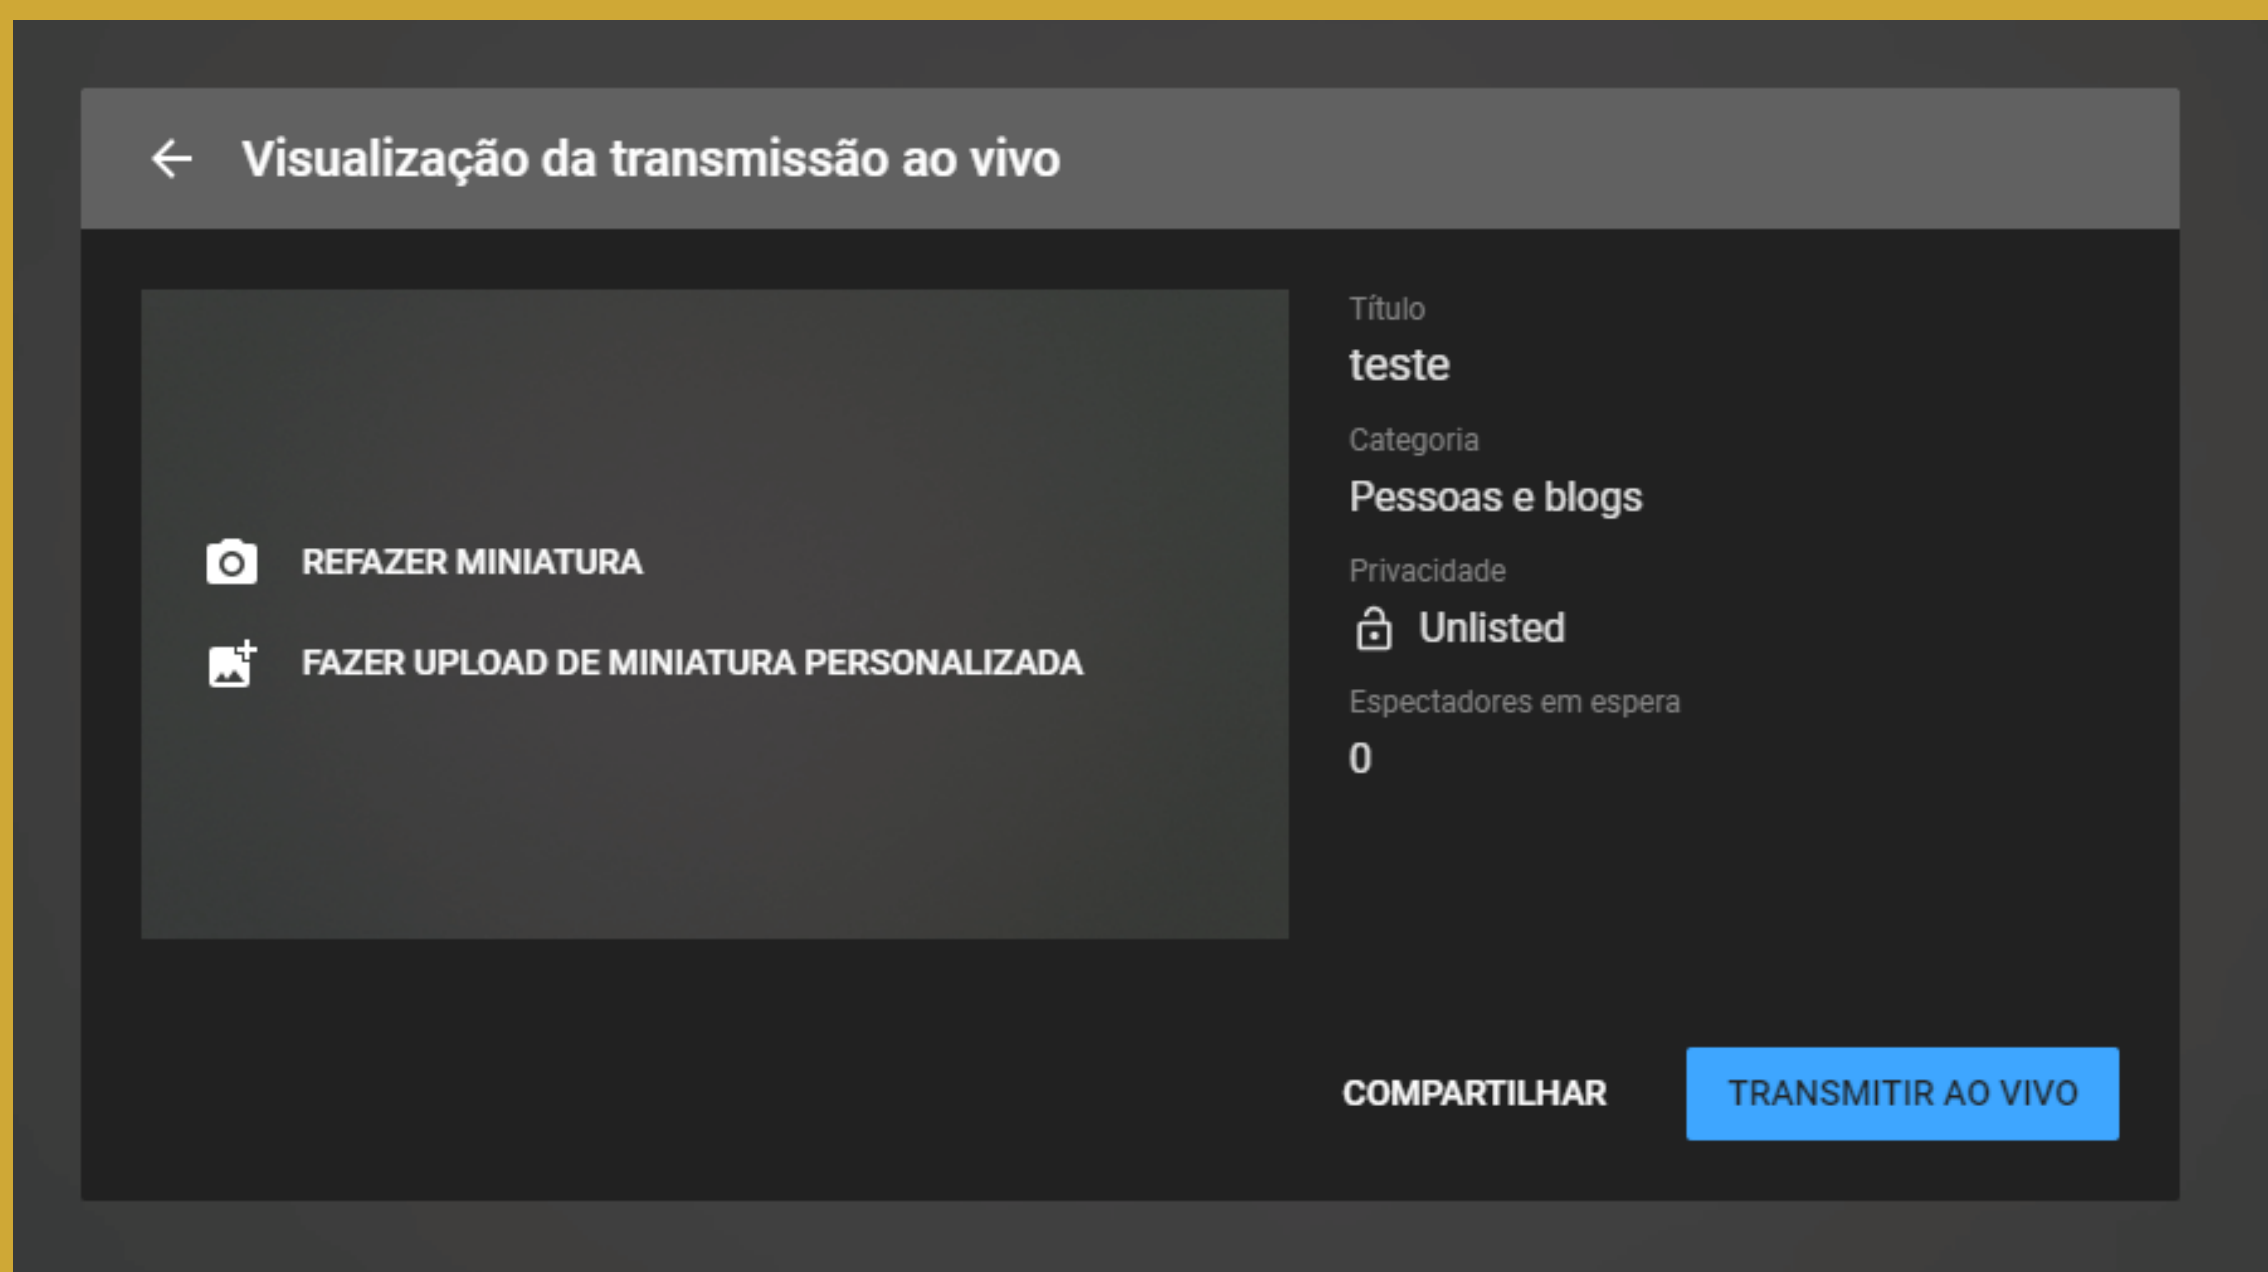 Visualização da transmissão ao vivo
REFAZER MINIATURA
FAZER UPLOAD DE MINIATURA PERSONALIZADA
Título
teste
Categoria
Pessoas e blogs
Privacidade
Unlisted
Espectadores em espera
0
COMPARTILHAR
TRANSMITIR AO VIVO